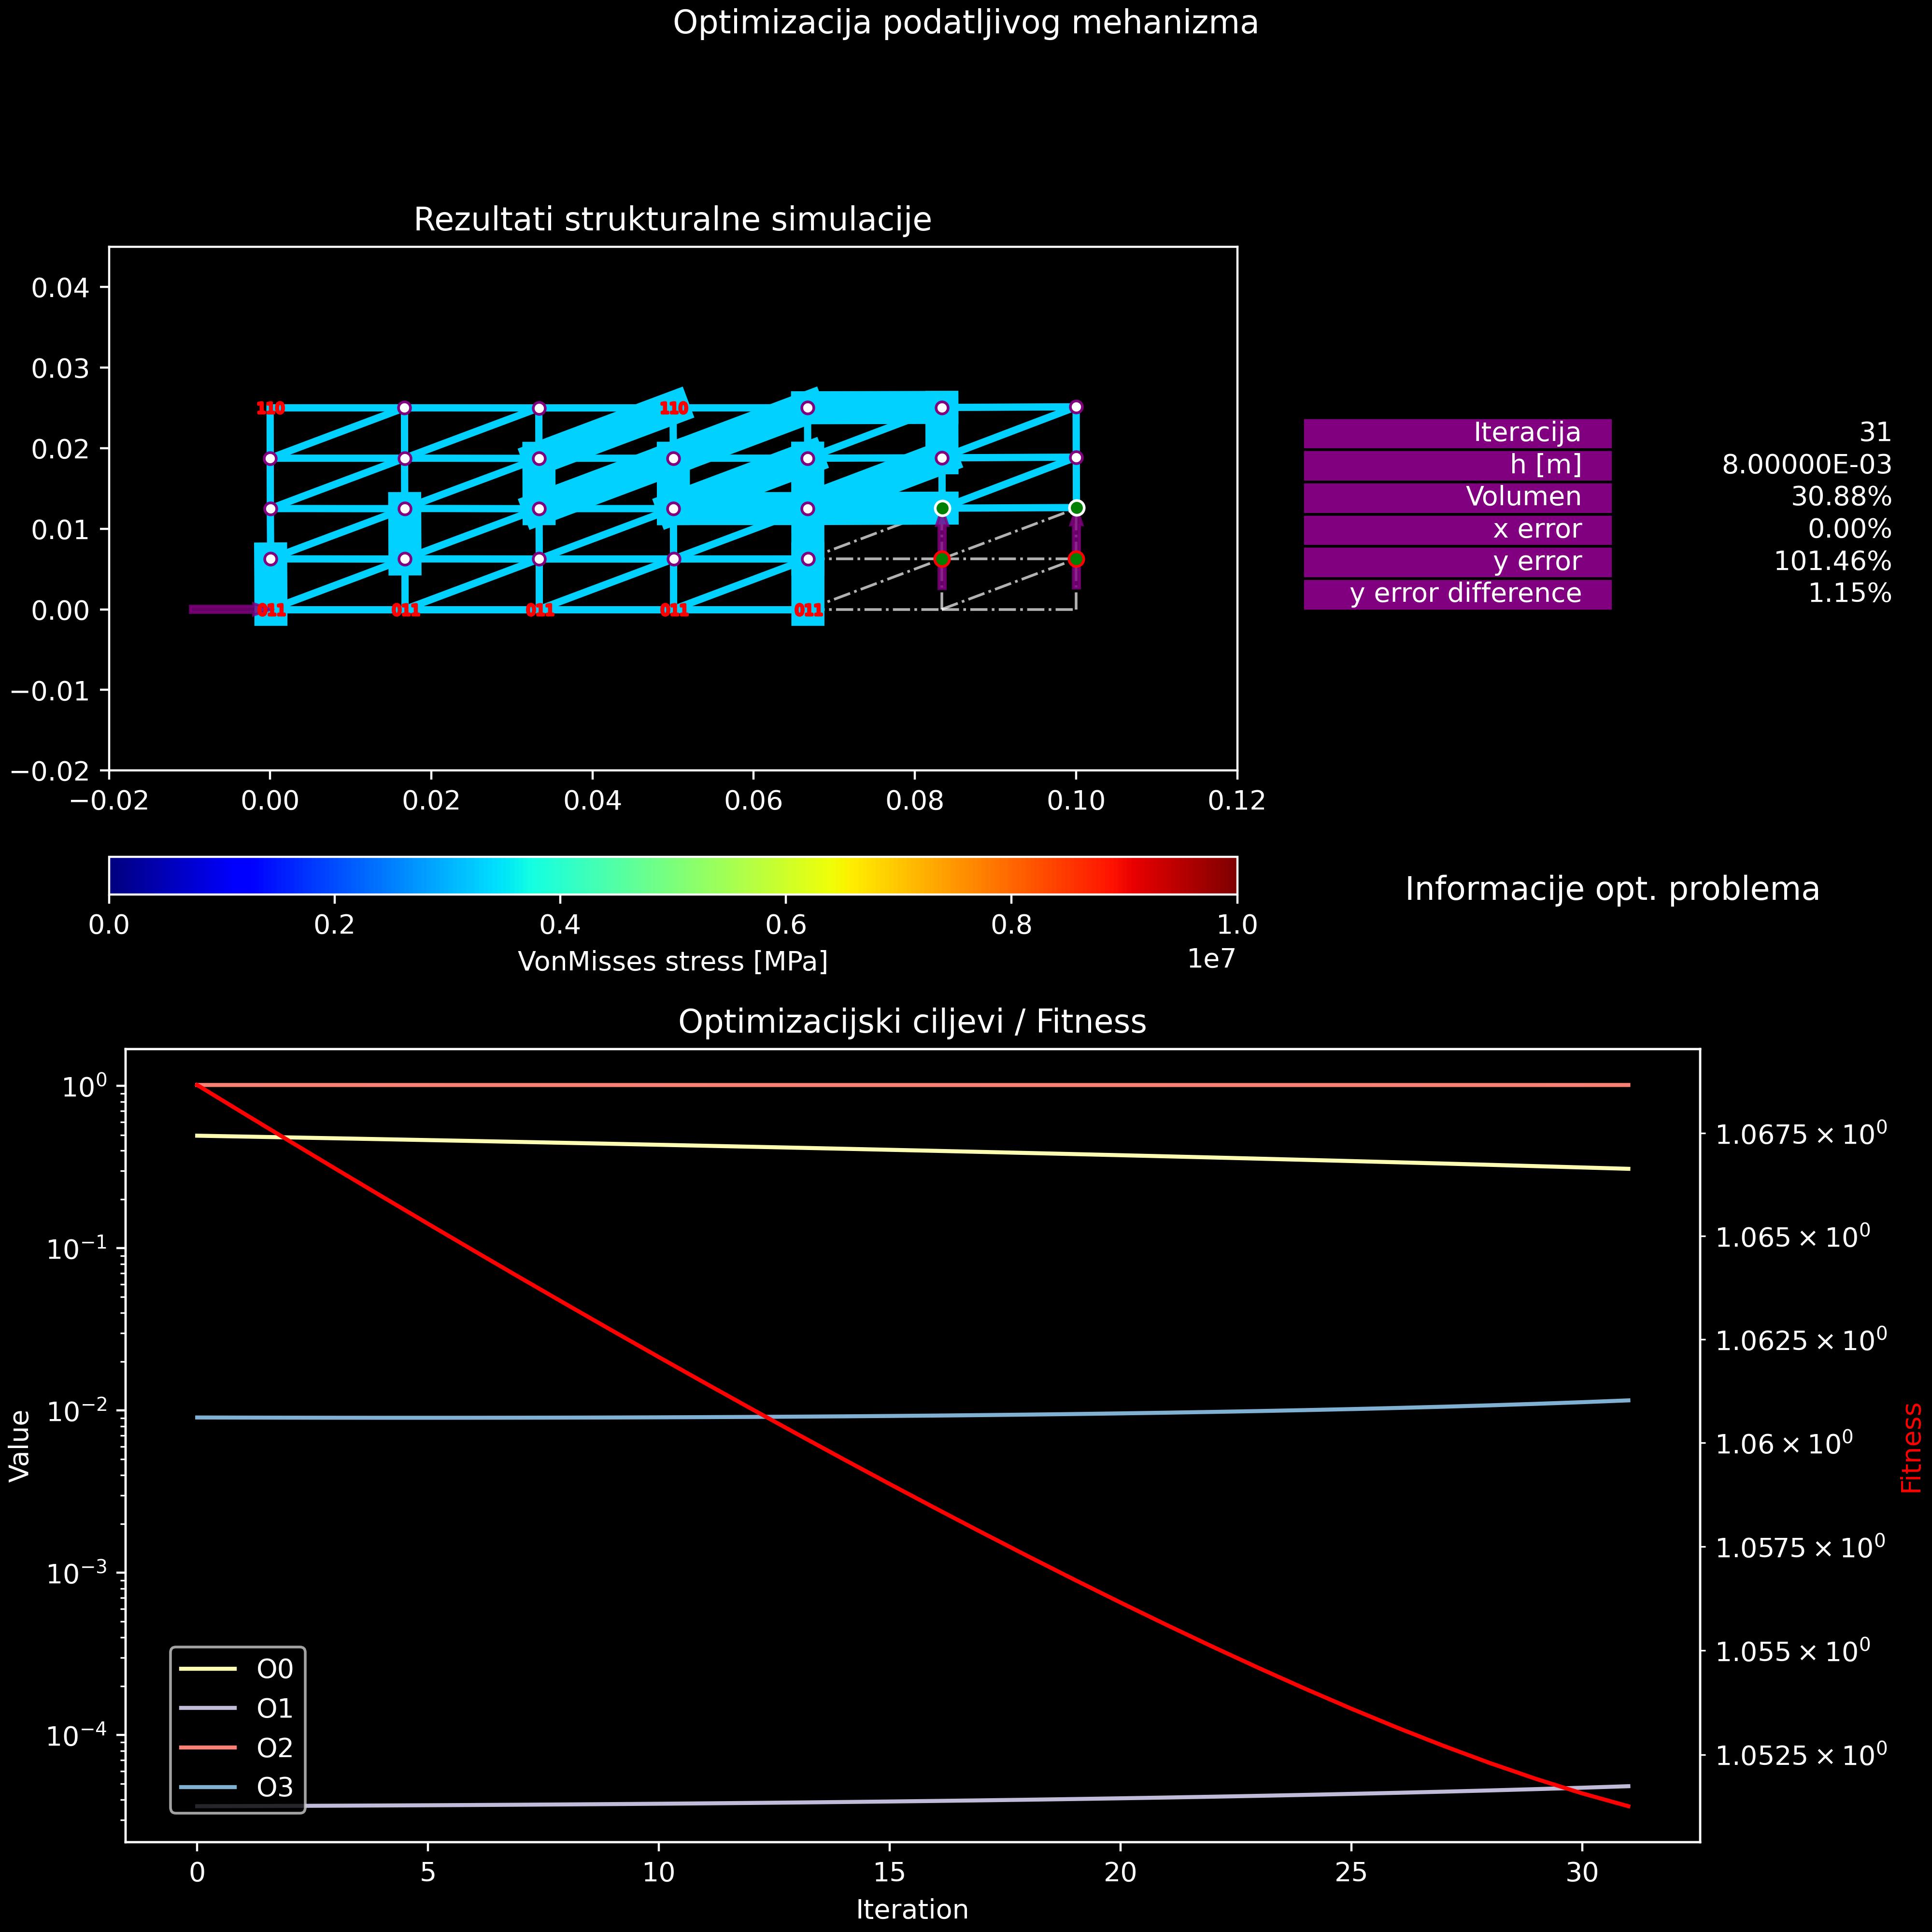 Optimizacija podatljivog mehanizma
Rezultati strukturalne simulacije
0.04
0.03
0.02
0.01
0.00
−0.01
−0.02
110
110
011
011
011
011
011
−0.02
0.00
0.02
0.04
0.06
0.08
0.10
0.12
Iteracija 31
h [m] 8.00000E-03
Volumen 30.88%
x error 0.00%
y error 101.46%
y error difference 1.15%
0.0
0.2
0.4
0.6
0.8
1.0
1e7
VonMisses stress [MPa]
Informacije opt. problema
Optimizacijski ciljevi / Fitness
10⁰
10⁻¹
10⁻²
10⁻³
10⁻⁴
Value
O0
O1
O2
O3
1.0675 × 10⁰
1.065 × 10⁰
1.0625 × 10⁰
1.06 × 10⁰
1.0575 × 10⁰
1.055 × 10⁰
1.0525 × 10⁰
Fitness
0
5
10
15
20
25
30
Iteration